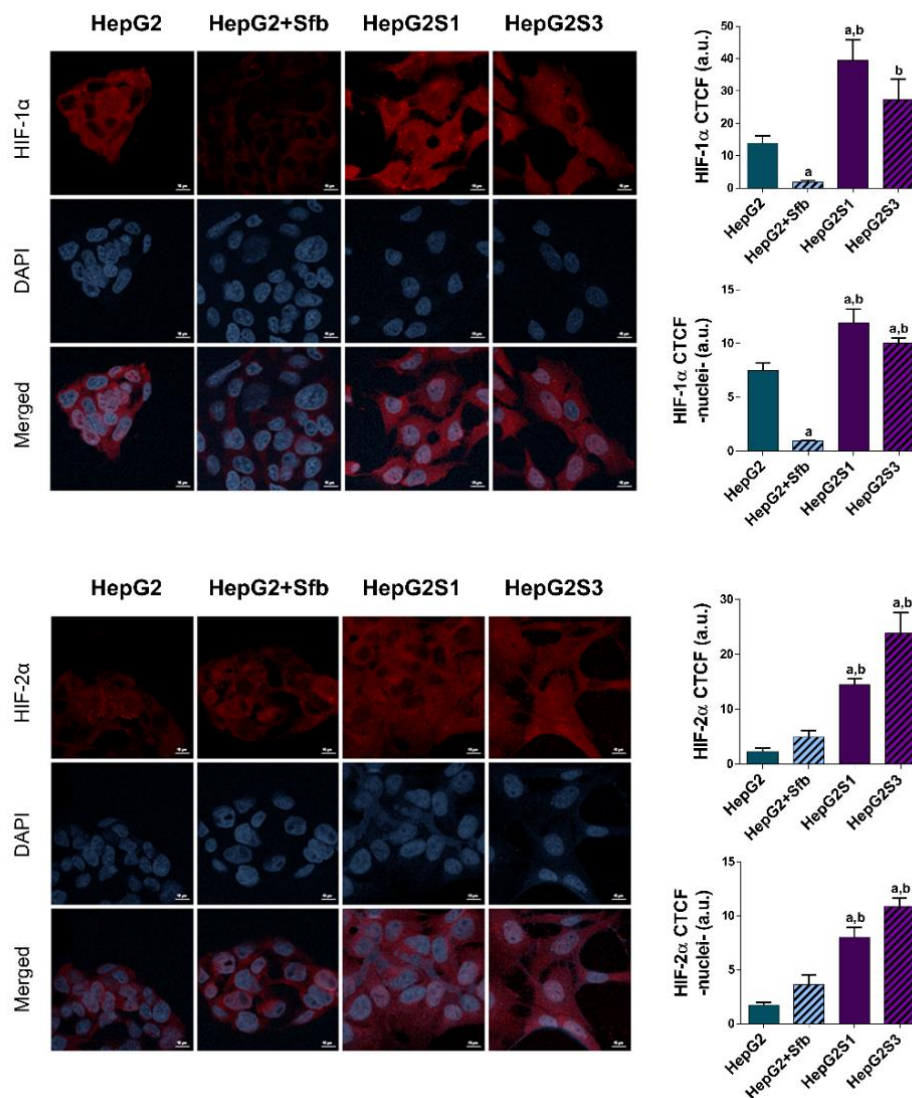 HepG2 HepG2+Sfb HepG2S1 HepG2S3
HIF-1α
DAPI
Merged
HIF-1α CTCF (a.u.)
50
40
30
20
10
0
a
a,b
b
HepG2
HepG2+Sfb
HepG2S1
HepG2S3
HIF-1α CTCF
-nuclei- (a.u.)
15
10
5
0
a
a,b
a,b
HepG2
HepG2+Sfb
HepG2S1
HepG2S3
HepG2 HepG2+Sfb HepG2S1 HepG2S3
HIF-2α
DAPI
Merged
HIF-2α CTCF (a.u.)
30
20
10
0
a,b
a,b
HepG2
HepG2+Sfb
HepG2S1
HepG2S3
HIF-2α CTCF
-nuclei- (a.u.)
15
10
5
0
a,b
a,b
HepG2
HepG2+Sfb
HepG2S1
HepG2S3